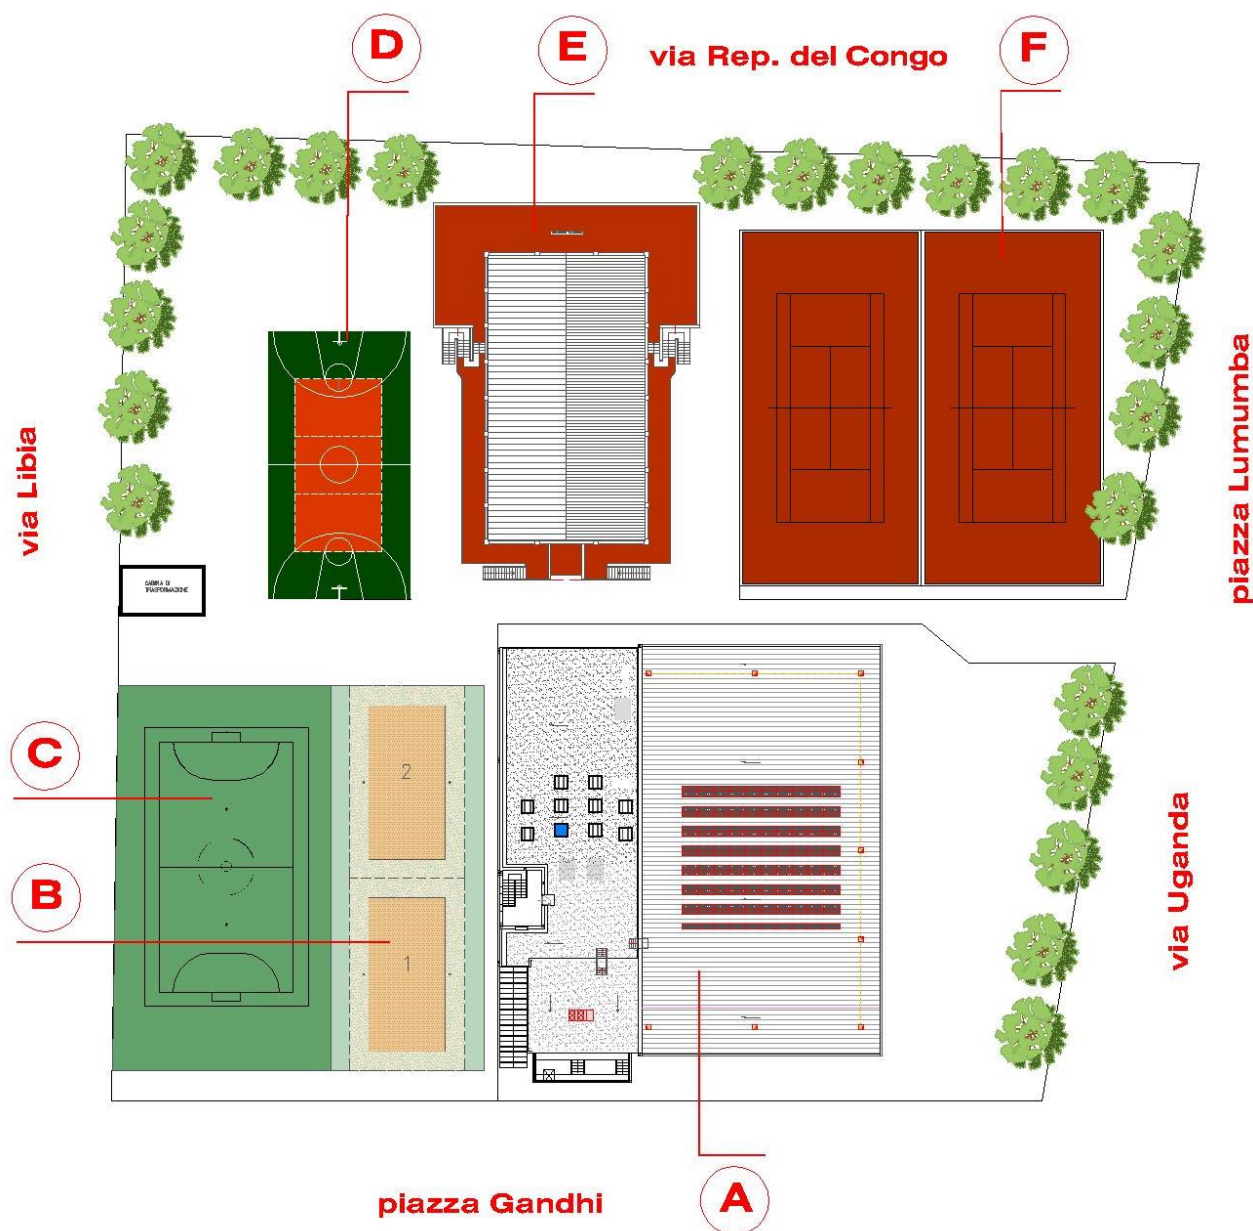 D
E
via Rep. del Congo
F
via Libia
piazza Lumumba
CABINA DI
TRASFORMAZIONE
C
2
B
1
via Uganda
piazza Gandhi
A